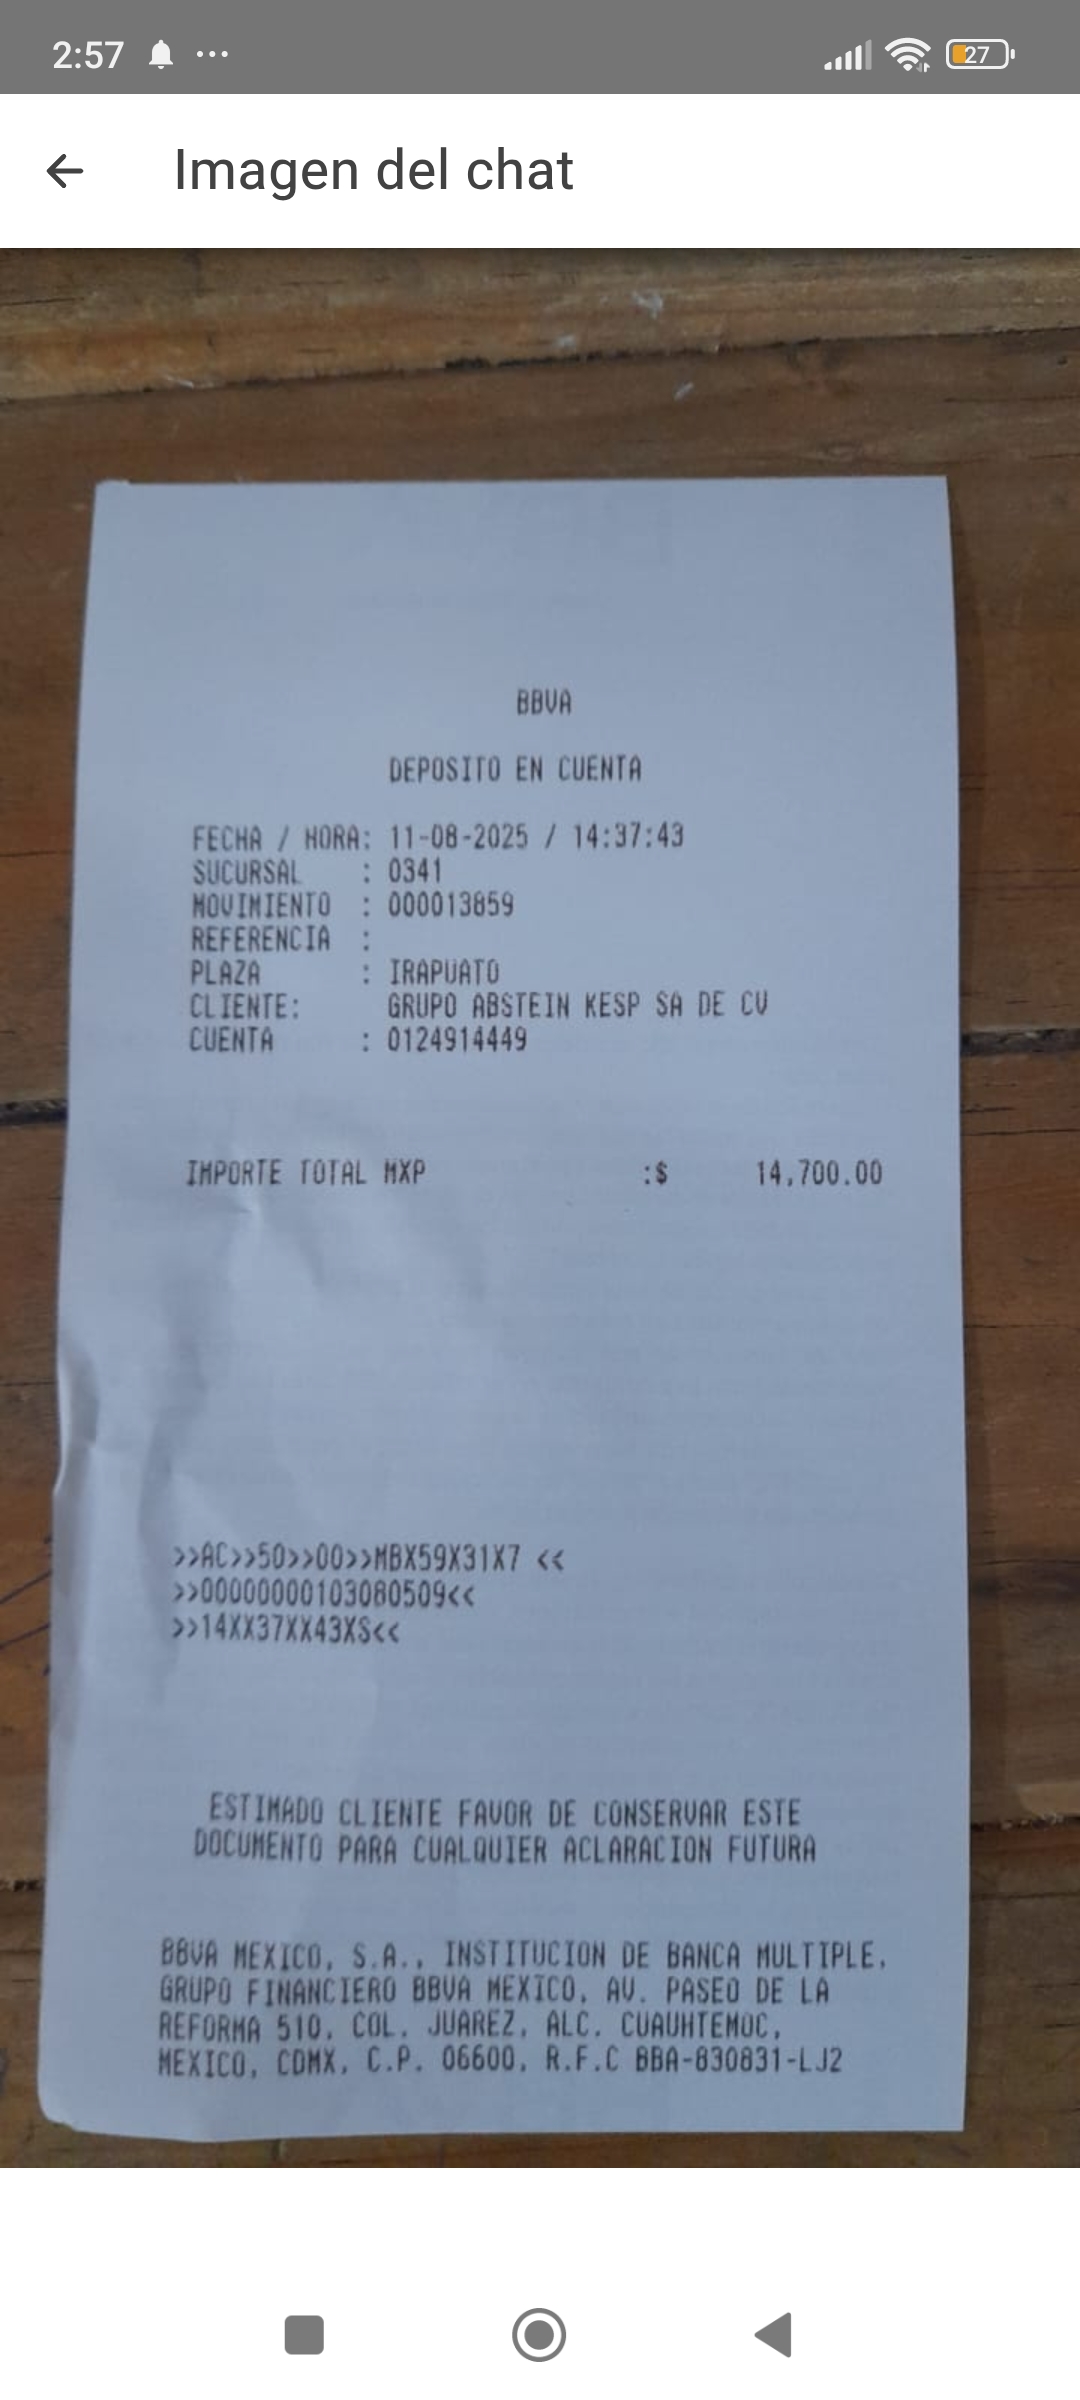 2:57
27
Imagen del chat
BBVA
DEPOSITO EN CUENTA
FECHA / HORA: 11-08-2025 / 14:37:43
SUCURSAL : 0341
MOVIMIENTO : 000013859
REFERENCIA :
PLAZA : IRAPUATO
CLIENTE: GRUPO ABSTEIN KESP SA DE CV
CUENTA : 0124914449
IMPORTE TOTAL MXP :$ 14,700.00
>>AC>>50>>00>>MBX59X31X7 <<
>>00000000103080509<<
>>14XX37XX43XS<<
ESTIMADO CLIENTE FAVOR DE CONSERVAR ESTE
DOCUMENTO PARA CUALQUIER ACLARACION FUTURA
BBVA MEXICO, S.A., INSTITUCION DE BANCA MULTIPLE,
GRUPO FINANCIERO BBVA MEXICO, AV. PASEO DE LA
REFORMA 510, COL. JUAREZ, ALC. CUAUHTEMOC,
MEXICO, CDMX, C.P. 06600, R.F.C BBA-830831-LJ2